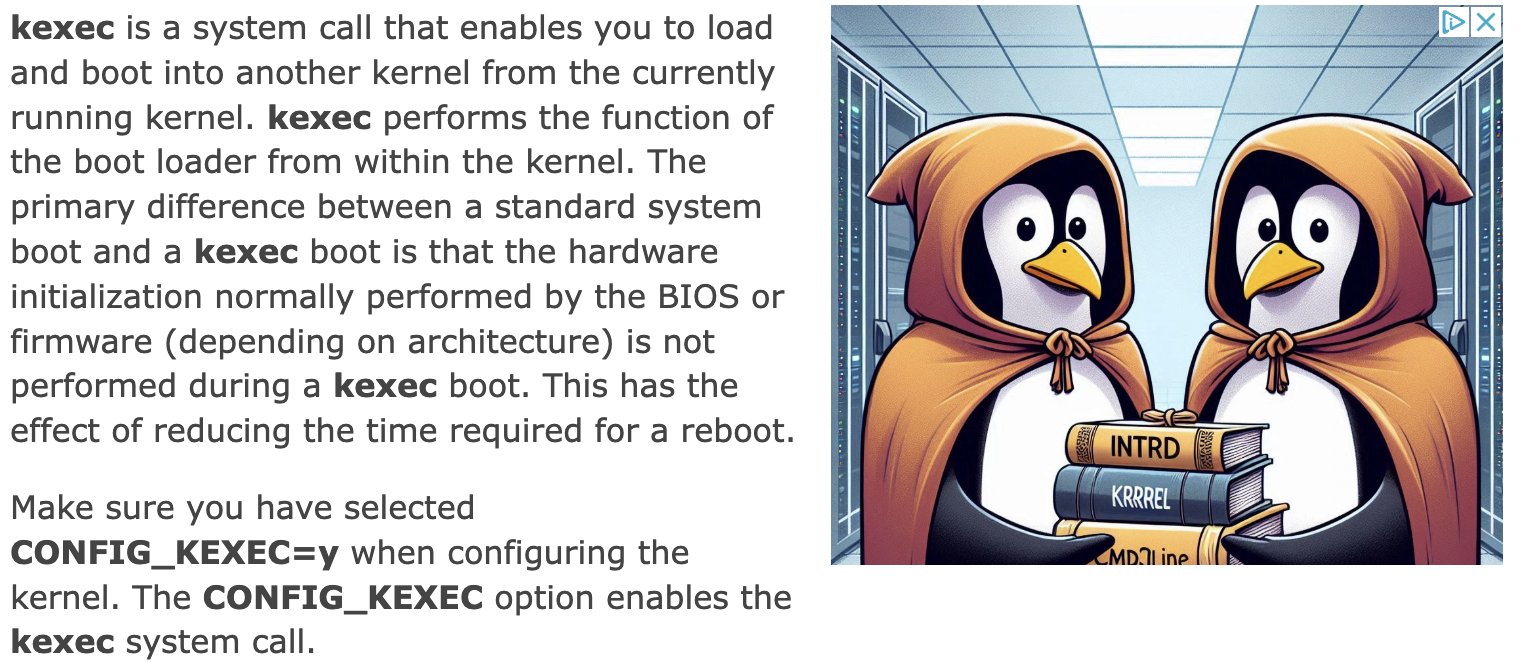 kexec is a system call that enables you to load
and boot into another kernel from the currently
running kernel. kexec performs the function of
the boot loader from within the kernel. The
primary difference between a standard system
boot and a kexec boot is that the hardware
initialization normally performed by the BIOS or
firmware (depending on architecture) is not
performed during a kexec boot. This has the
effect of reducing the time required for a reboot.
Make sure you have selected
CONFIG_KEXEC=y when configuring the
kernel. The CONFIG_KEXEC option enables the
kexec system call.
INTRD
KRRREL